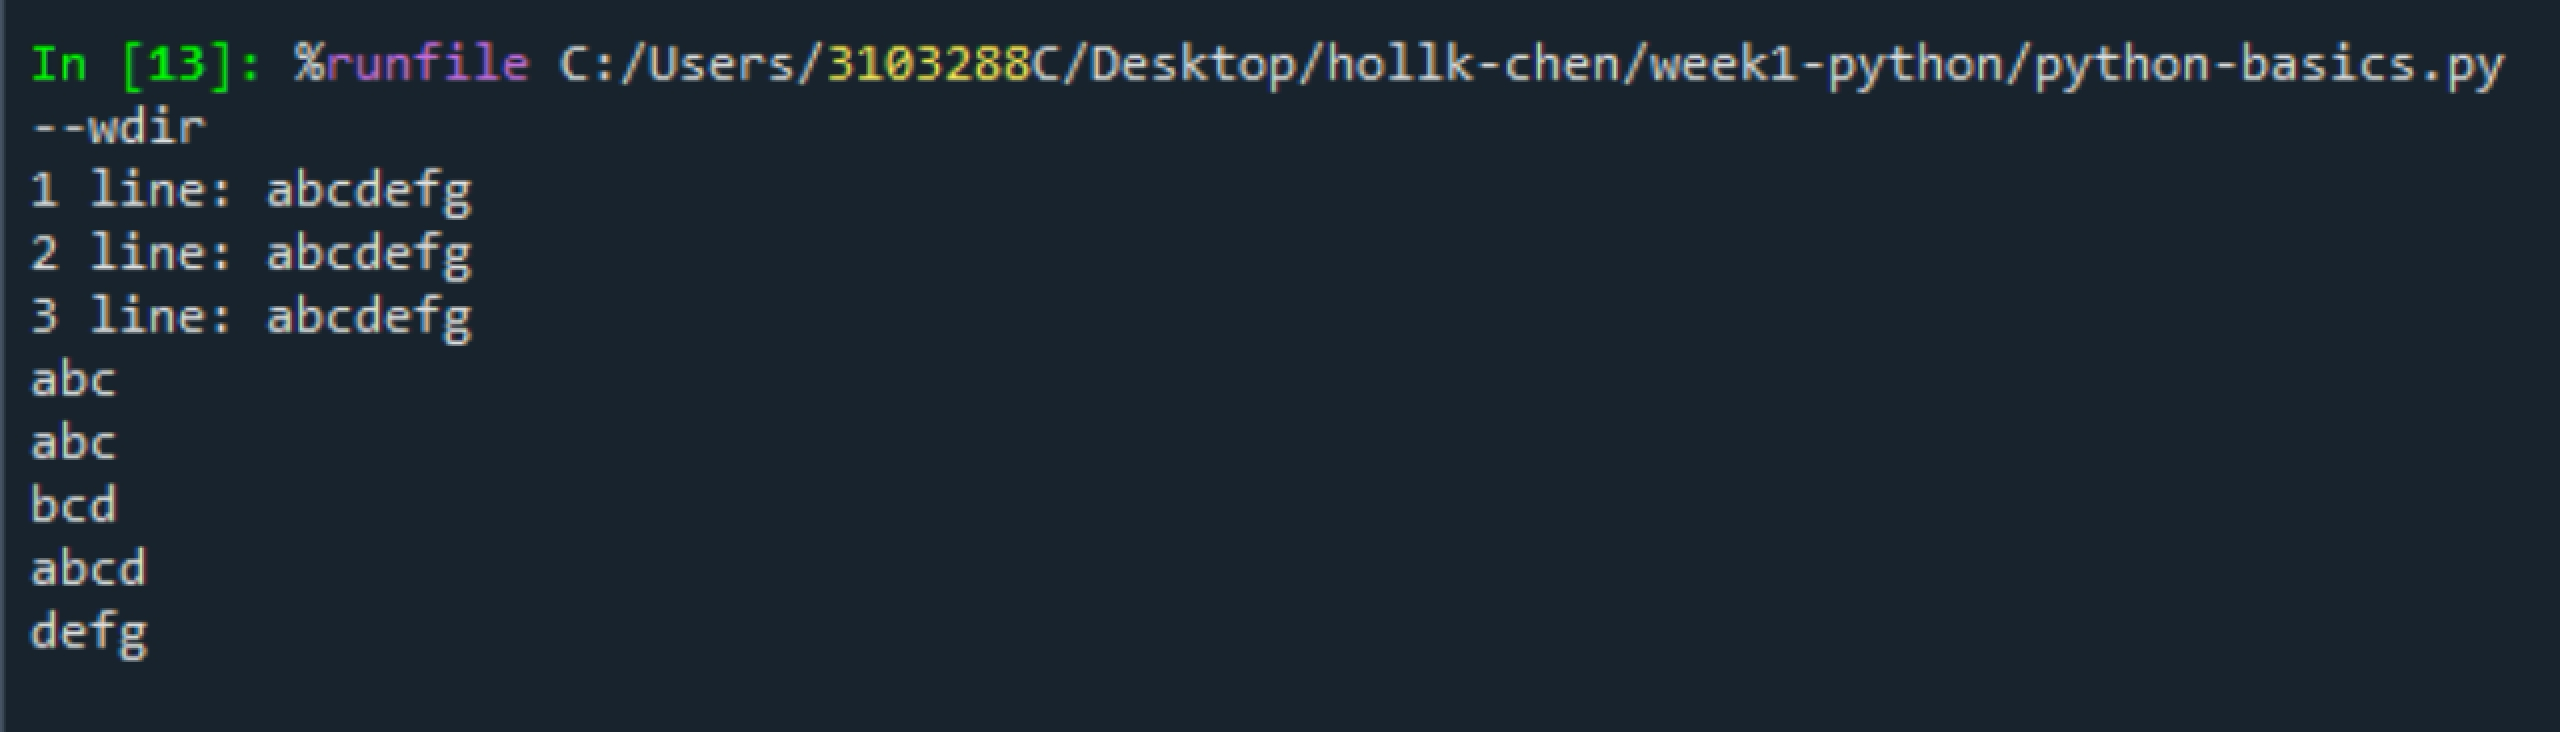 In [13]: %runfile C:/Users/3103288C/Desktop/hollk-chen/week1-python/python-basics.py
--wdir
1 line: abcdefg
2 line: abcdefg
3 line: abcdefg
abc
abc
bcd
abcd
defg